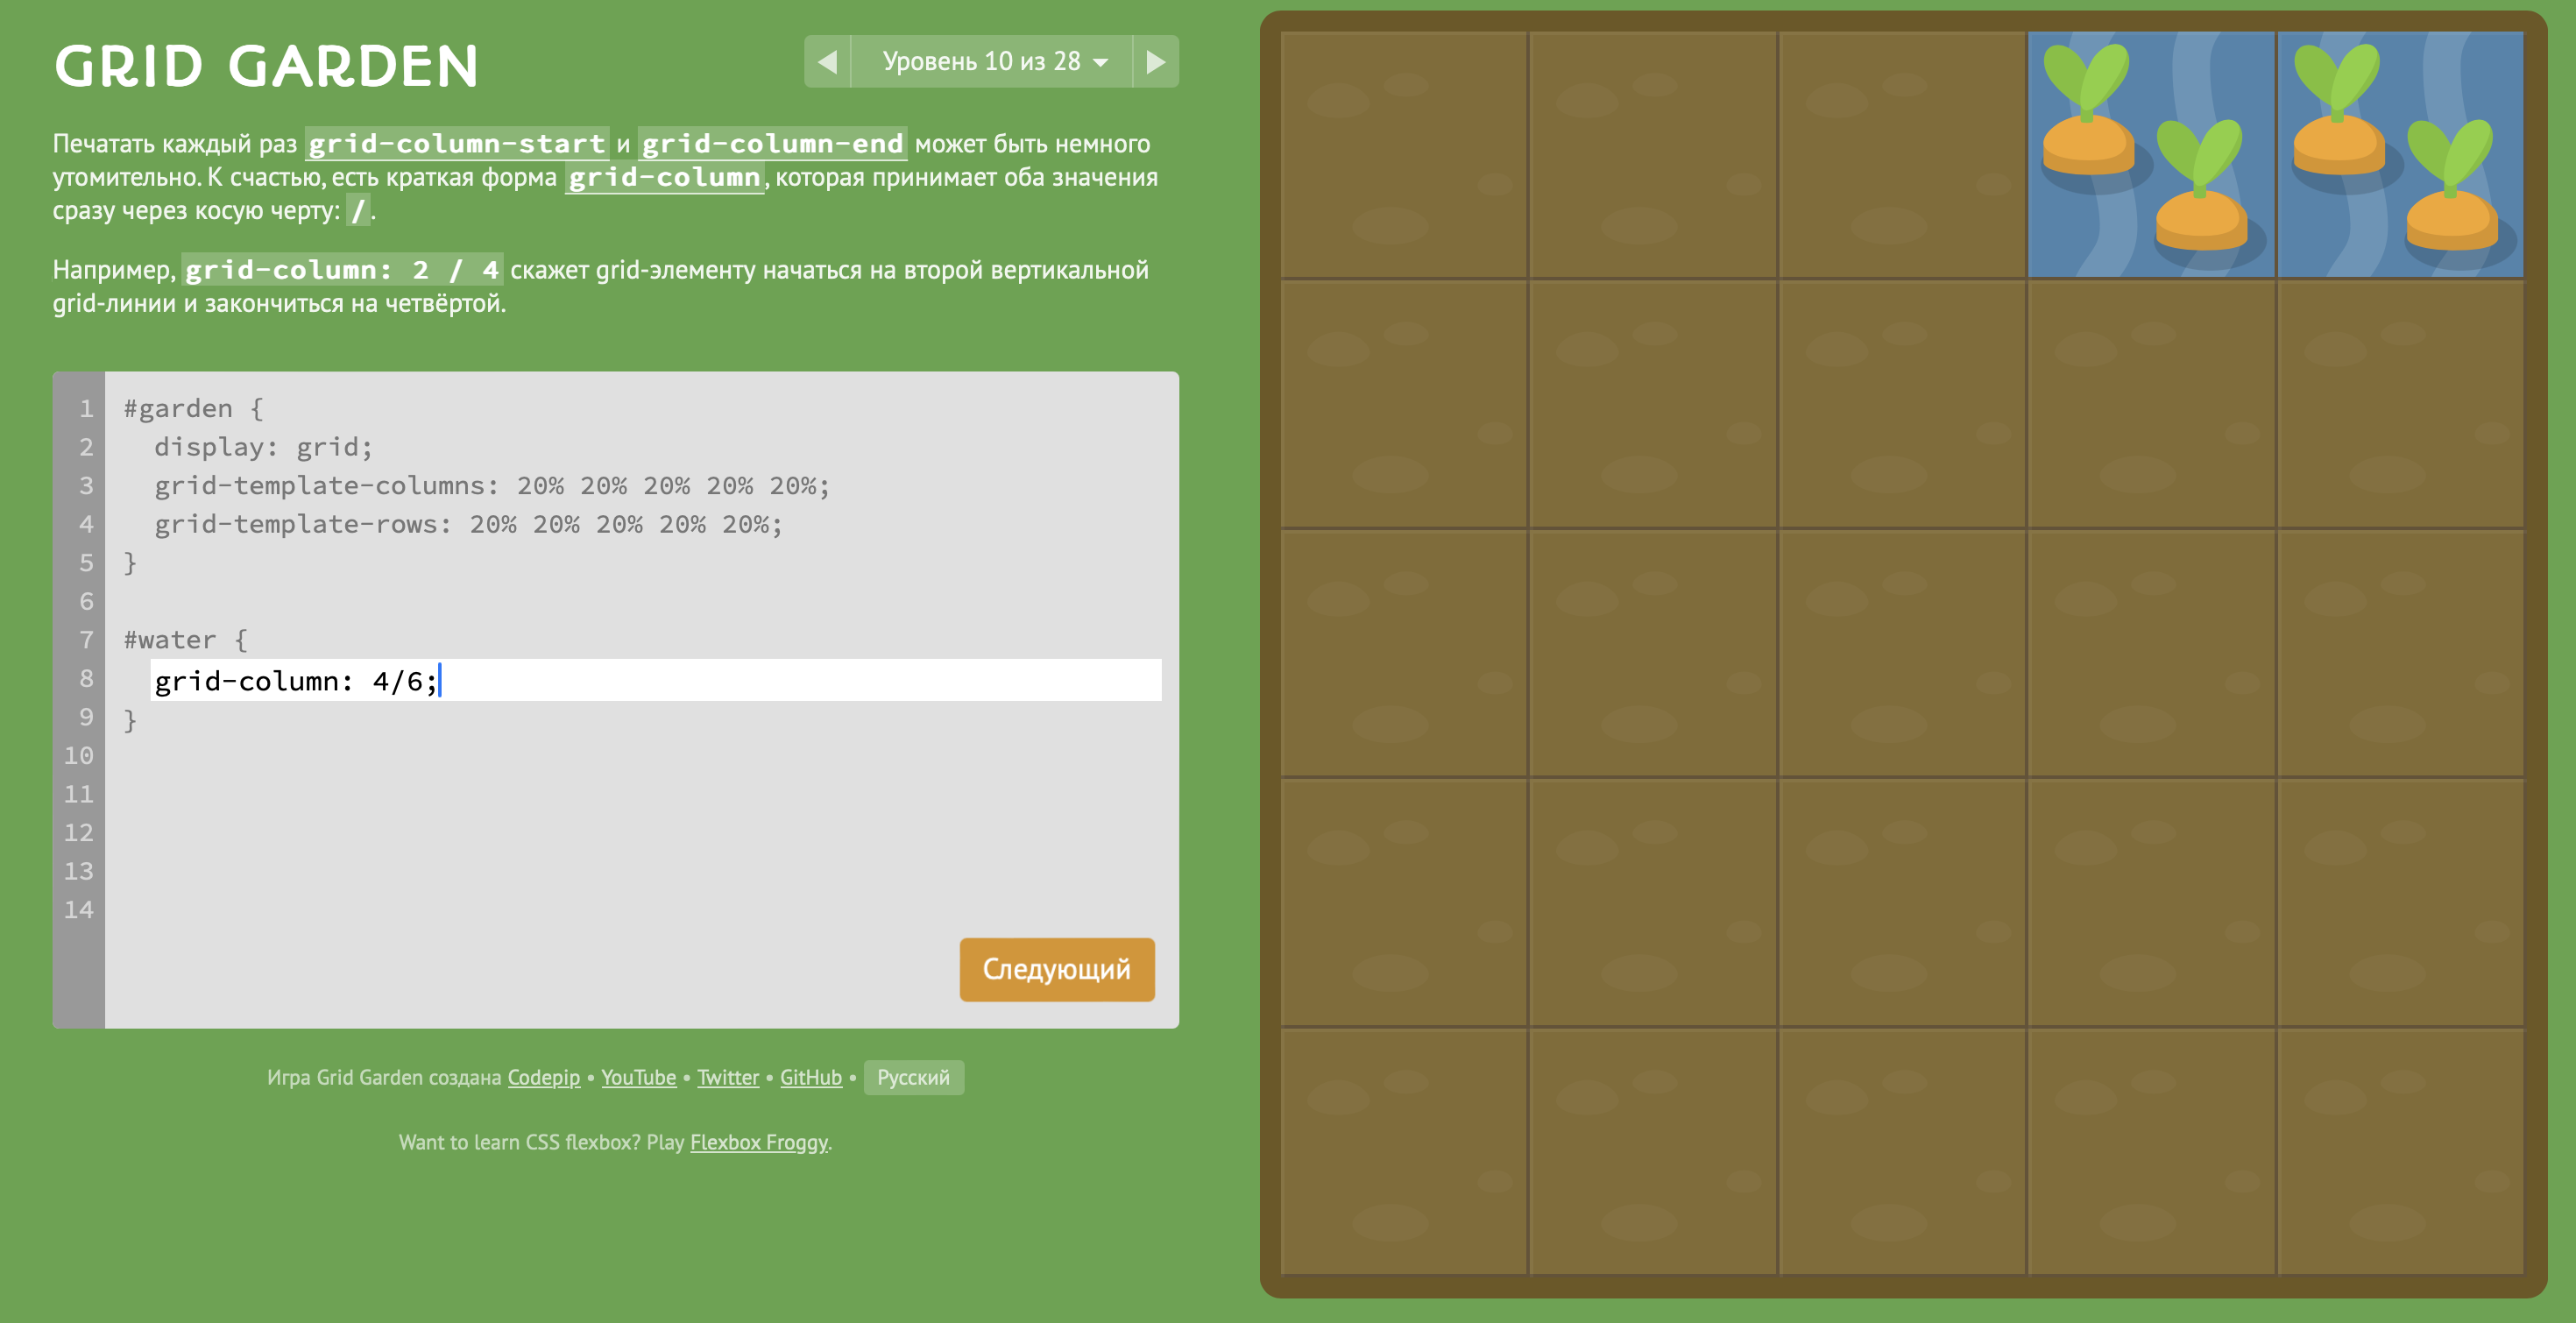 GRID GARDEN
Уровень 10 из 28
Печатать каждый раз grid-column-start и grid-column-end может быть немного
утомительно. К счастью, есть краткая форма grid-column, которая принимает оба значения
сразу через косую черту: /.
Например, grid-column: 2 / 4 скажет grid-элементу начаться на второй вертикальной
grid-линии и закончиться на четвёртой.
1 #garden {
2 display: grid;
3 grid-template-columns: 20% 20% 20% 20% 20%;
4 grid-template-rows: 20% 20% 20% 20% 20%;
5 }
6
7 #water {
8 grid-column: 4/6;
9 }
10
11
12
13
14
Следующий
Игра Grid Garden создана Codepip • YouTube • Twitter • GitHub • Русский
Want to learn CSS flexbox? Play Flexbox Froggy.